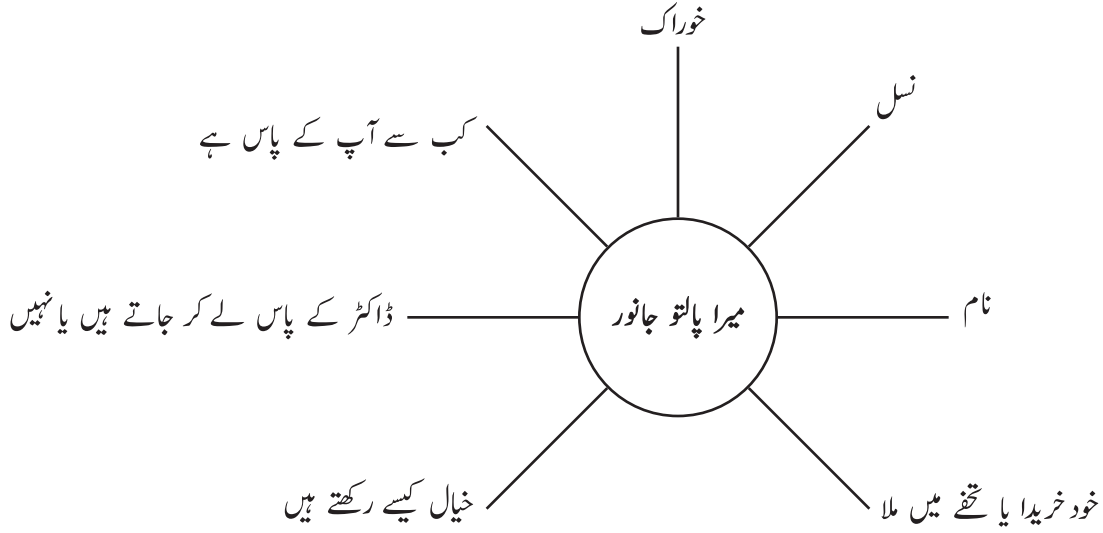 خوراک
نسل
کب سے آپ کے پاس ہے
نام
میرا پالتو جانور
ڈاکٹر کے پاس لے کر جاتے ہیں یا نہیں
خود خریدا یا تحفے میں ملا
خیال کیسے رکھتے ہیں